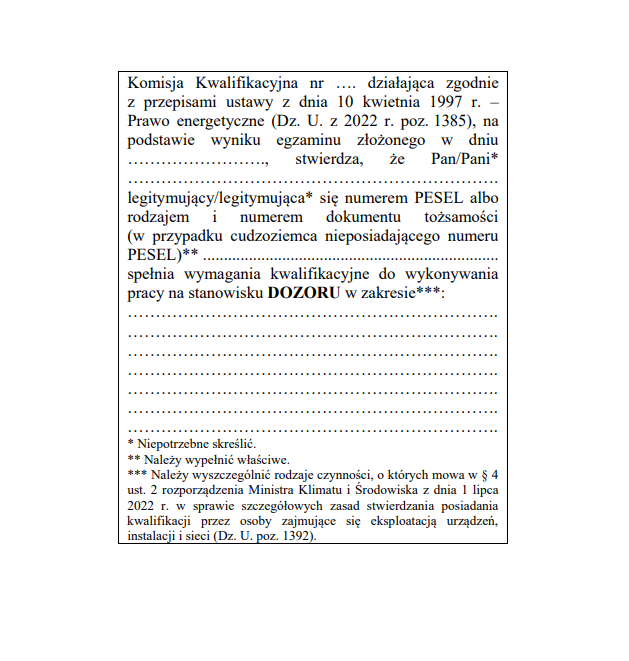 Komisja Kwalifikacyjna nr …. działająca zgodnie
z przepisami ustawy z dnia 10 kwietnia 1997 r. –
Prawo energetyczne (Dz. U. z 2022 r. poz. 1385), na
podstawie wyniku egzaminu złożonego w dniu
……………………., stwierdza, że Pan/Pani*
…………………………………………………………….
legitymujący/legitymująca* się numerem PESEL albo
rodzajem i numerem dokumentu tożsamości
(w przypadku cudzoziemca nieposiadającego numeru
PESEL)** ......................................................................
spełnia wymagania kwalifikacyjne do wykonywania
pracy na stanowisku DOZORU w zakresie***:
…………………………………………………………….
…………………………………………………………….
…………………………………………………………….
…………………………………………………………….
…………………………………………………………….
…………………………………………………………….
…………………………………………………………….
* Niepotrzebne skreślić.
** Należy wypełnić właściwe.
*** Należy wyszczególnić rodzaje czynności, o których mowa w § 4
ust. 2 rozporządzenia Ministra Klimatu i Środowiska z dnia 1 lipca
2022 r. w sprawie szczegółowych zasad stwierdzania posiadania
kwalifikacji przez osoby zajmujące się eksploatacją urządzeń,
instalacji i sieci (Dz. U. poz. 1392).